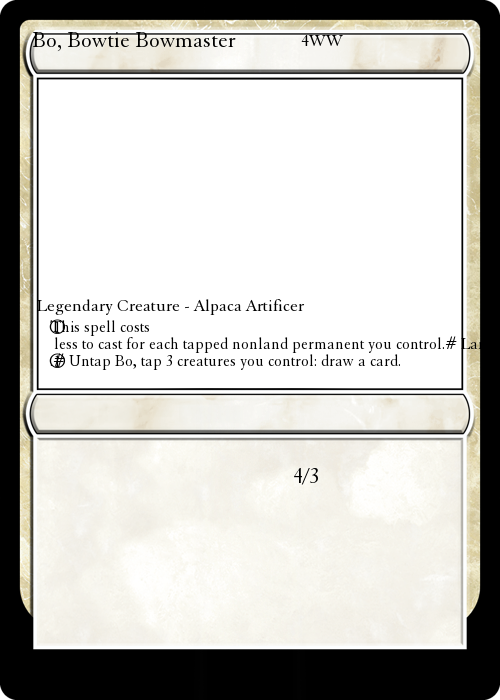 Bo, Bowtie Bowmaster 4WW
Legendary Creature - Alpaca Artificer
This spell costs
less to cast for each tapped nonland permanent you control.# La
# Untap Bo, tap 3 creatures you control: draw a card.
4/3